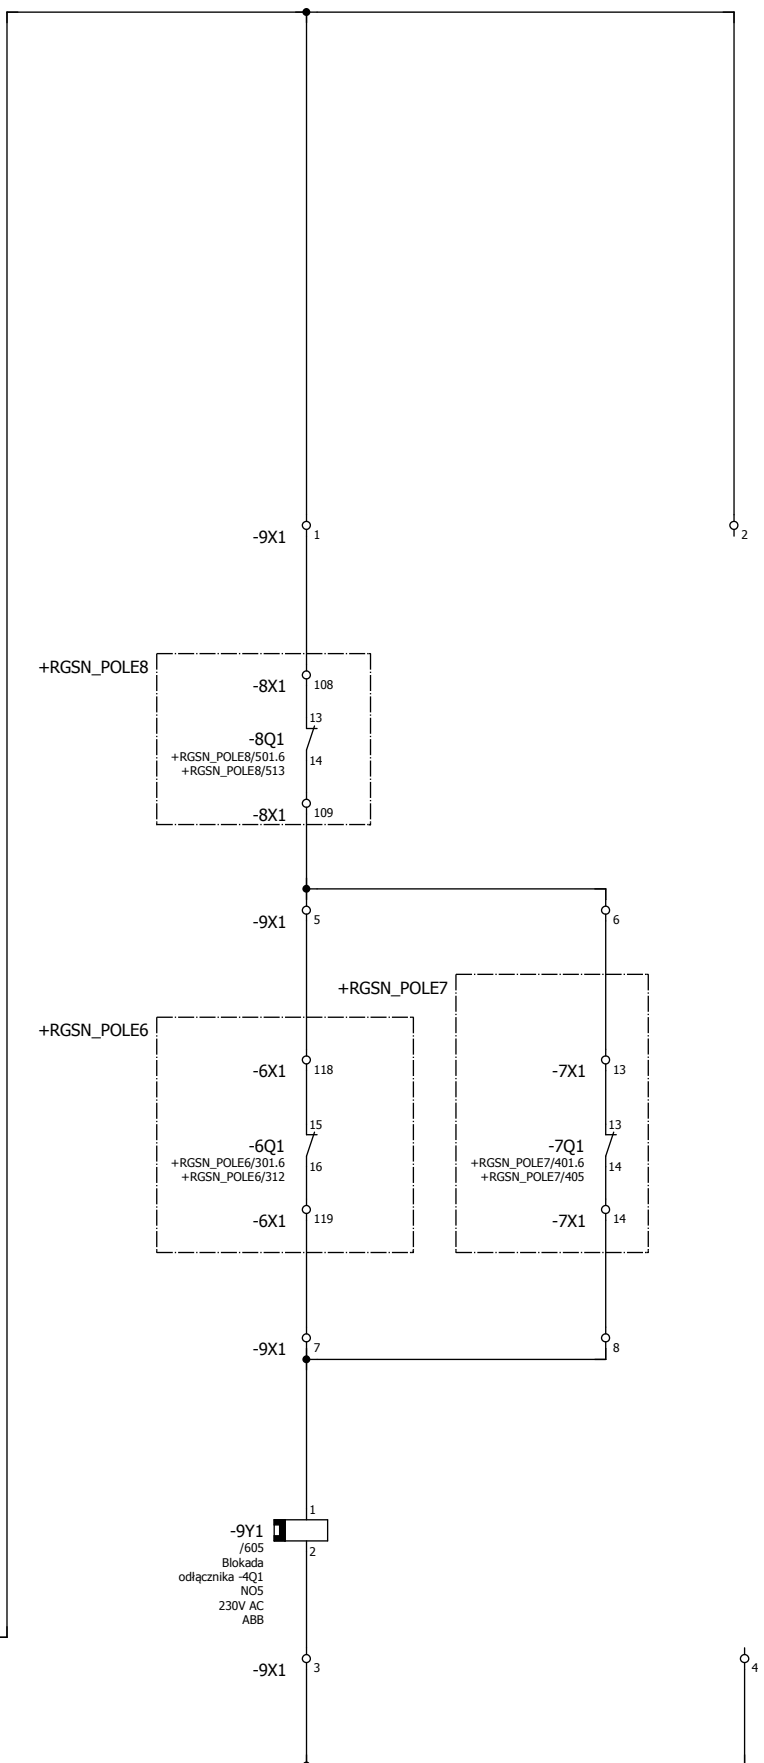 -9X1 1
2
+RGSN_POLE8
-8X1 108
13
-8Q1
+RGSN_POLE8/501.6
14
+RGSN_POLE8/513
-8X1 109
-9X1 5
6
+RGSN_POLE7
+RGSN_POLE6
-6X1 118
-7X1 13
15
13
-6Q1
-7Q1
+RGSN_POLE6/301.6
16
+RGSN_POLE7/401.6
14
+RGSN_POLE6/312
+RGSN_POLE7/405
-6X1 119
-7X1 14
-9X1 7
8
1
-9Y1
/605
2
Blokada
odłącznika -4Q1
NO5
230V AC
ABB
-9X1 3
4